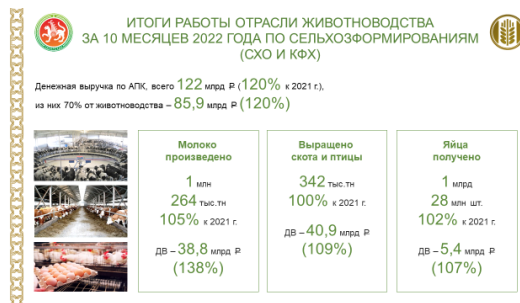 ИТОГИ РАБОТЫ ОТРАСЛИ ЖИВОТНОВОДСТВА
ЗА 10 МЕСЯЦЕВ 2022 ГОДА ПО СЕЛЬХОЗФОРМИРОВАНИЯМ
(СХО И КФХ)
Денежная выручка по АПК, всего 122 млрд ₽ (120% к 2021 г.),
из них 70% от животноводства – 85,9 млрд ₽ (120%)
Молоко
произведено
1 млн
264 тыс.тн
105% к 2021 г.
ДВ – 38,8 млрд ₽
(138%)
Выращено
скота и птицы
342 тыс.тн
100% к 2021 г.
ДВ – 40,9 млрд ₽
(109%)
Яйца
получено
1 млрд
28 млн шт.
102% к 2021 г.
ДВ – 5,4 млрд ₽
(107%)